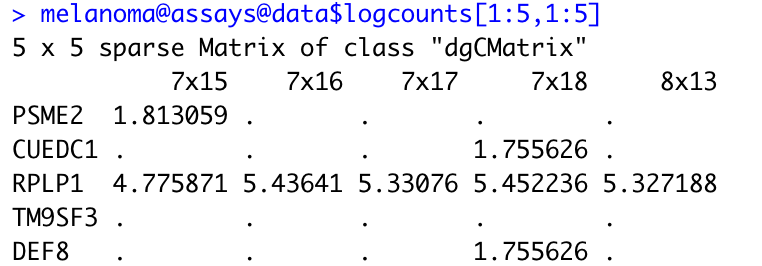 > melanoma@assays@data$logcounts[1:5,1:5]
5 x 5 sparse Matrix of class "dgCMatrix"
            7x15    7x16    7x17     7x18     8x13
PSME2   1.813059 .       .       .        .
CUEDC1  .        .       .       1.755626 .
RPLP1   4.775871 5.43641 5.33076 5.452236 5.327188
TM9SF3  .        .       .       .        .
DEF8    .        .       .       1.755626 .